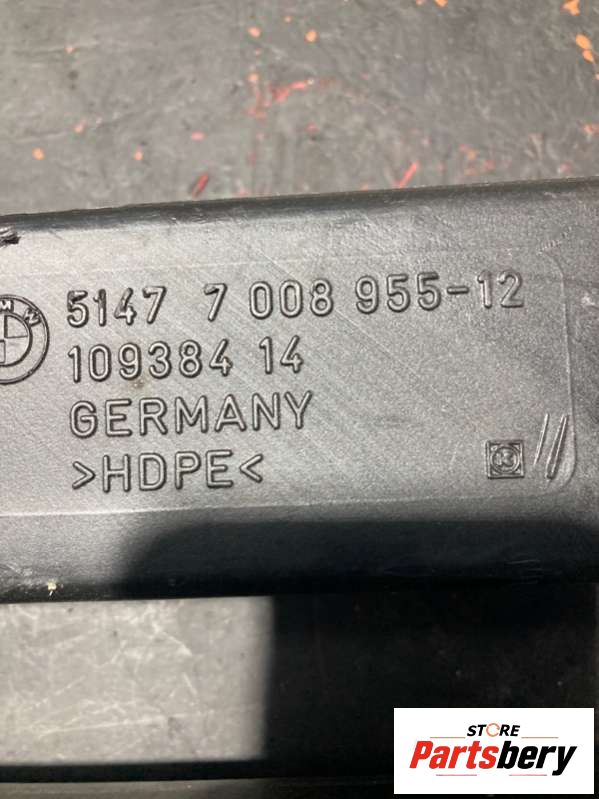 5147 7 008 955-12
109384 14
GERMANY
>HDPE<
STORE
Partsbery